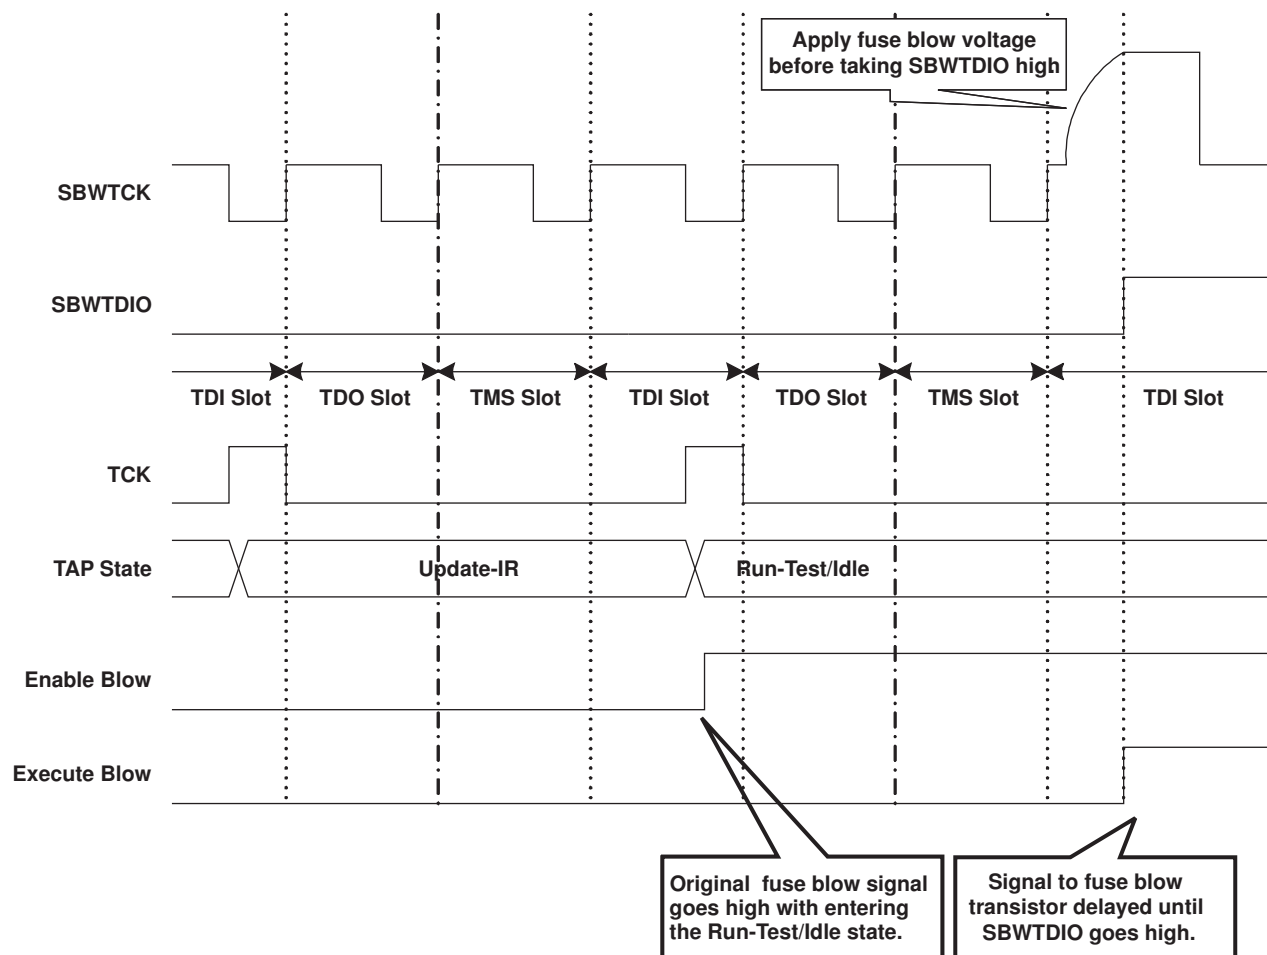 Apply fuse blow voltage
before taking SBWTDIO high
SBWTCK
SBWTDIO
TDI Slot
TDO Slot
TMS Slot
TDI Slot
TDO Slot
TMS Slot
TDI Slot
TCK
TAP State
Update-IR
Run-Test/Idle
Enable Blow
Execute Blow
Original fuse blow signal
goes high with entering
the Run-Test/Idle state.
Signal to fuse blow
transistor delayed until
SBWTDIO goes high.